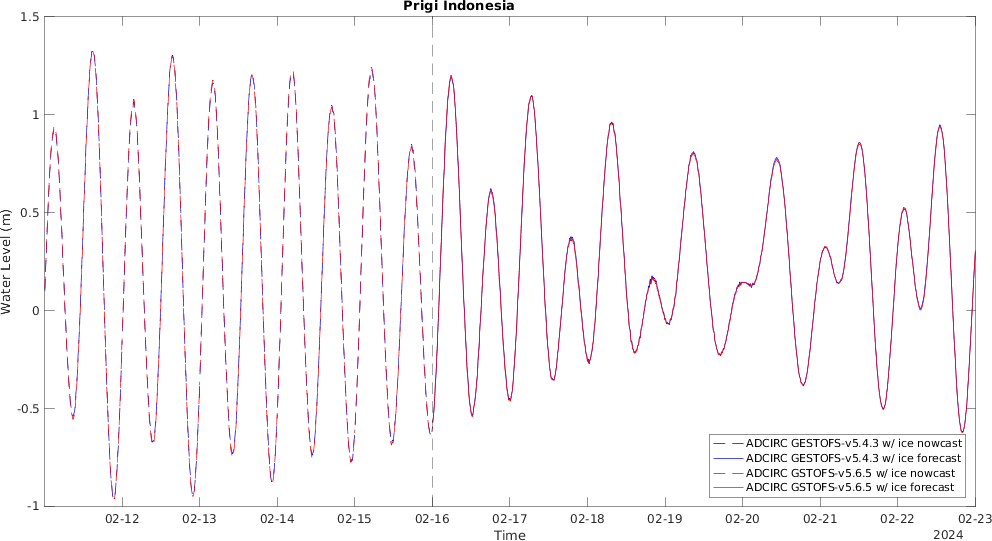 Prigi Indonesia
1.5
1
0.5
0
-0.5
-1
Water Level (m)
02-12 02-13 02-14 02-15 02-16 02-17 02-18 02-19 02-20 02-21 02-22 02-23
Time
2024
ADCIRC GESTOFS-v5.4.3 w/ ice nowcast
ADCIRC GESTOFS-v5.4.3 w/ ice forecast
ADCIRC GSTOFS-v5.6.5 w/ ice nowcast
ADCIRC GSTOFS-v5.6.5 w/ ice forecast